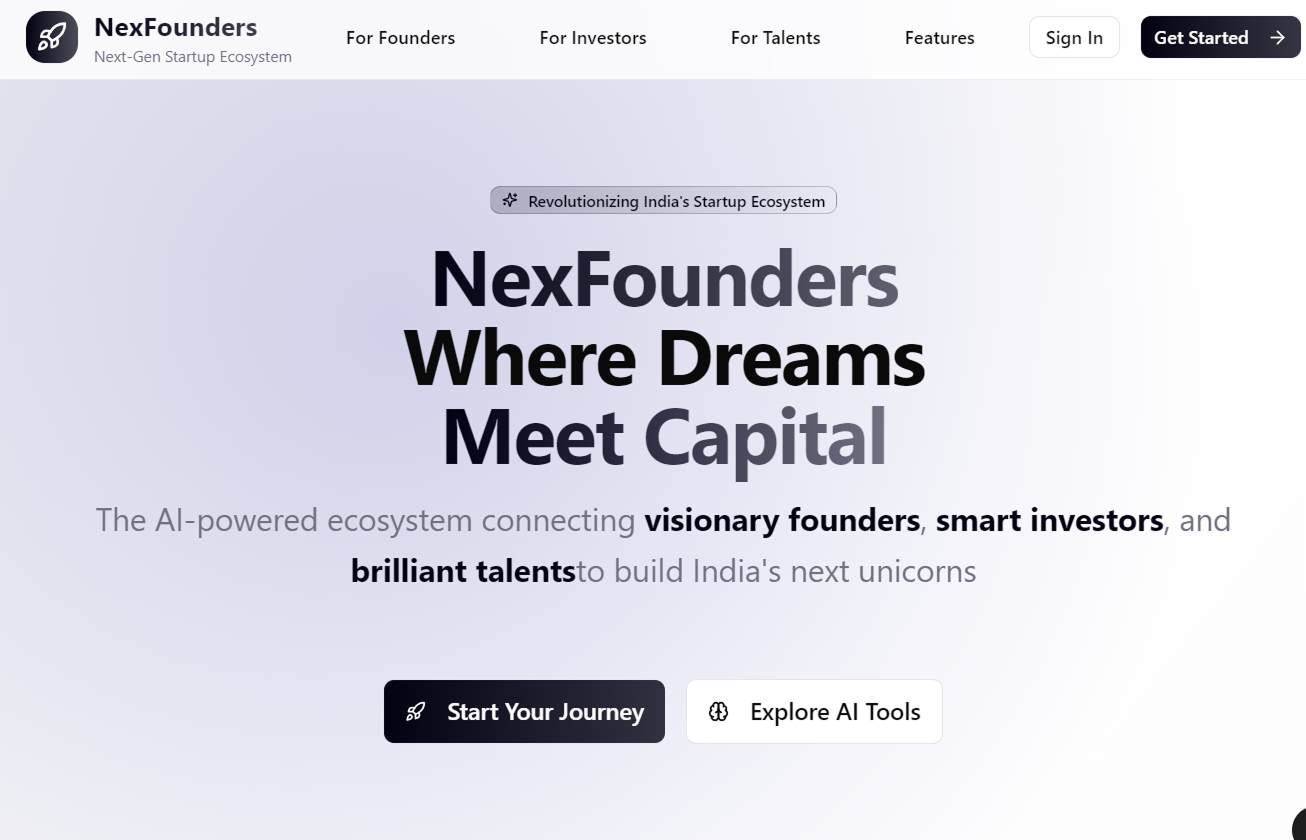 NexFounders
Next-Gen Startup Ecosystem
For Founders
For Investors
For Talents
Features
Sign In
Get Started
Revolutionizing India's Startup Ecosystem
NexFounders
Where Dreams
Meet Capital
The AI-powered ecosystem connecting visionary founders, smart investors, and
brilliant talentsto build India's next unicorns
Start Your Journey
Explore AI Tools